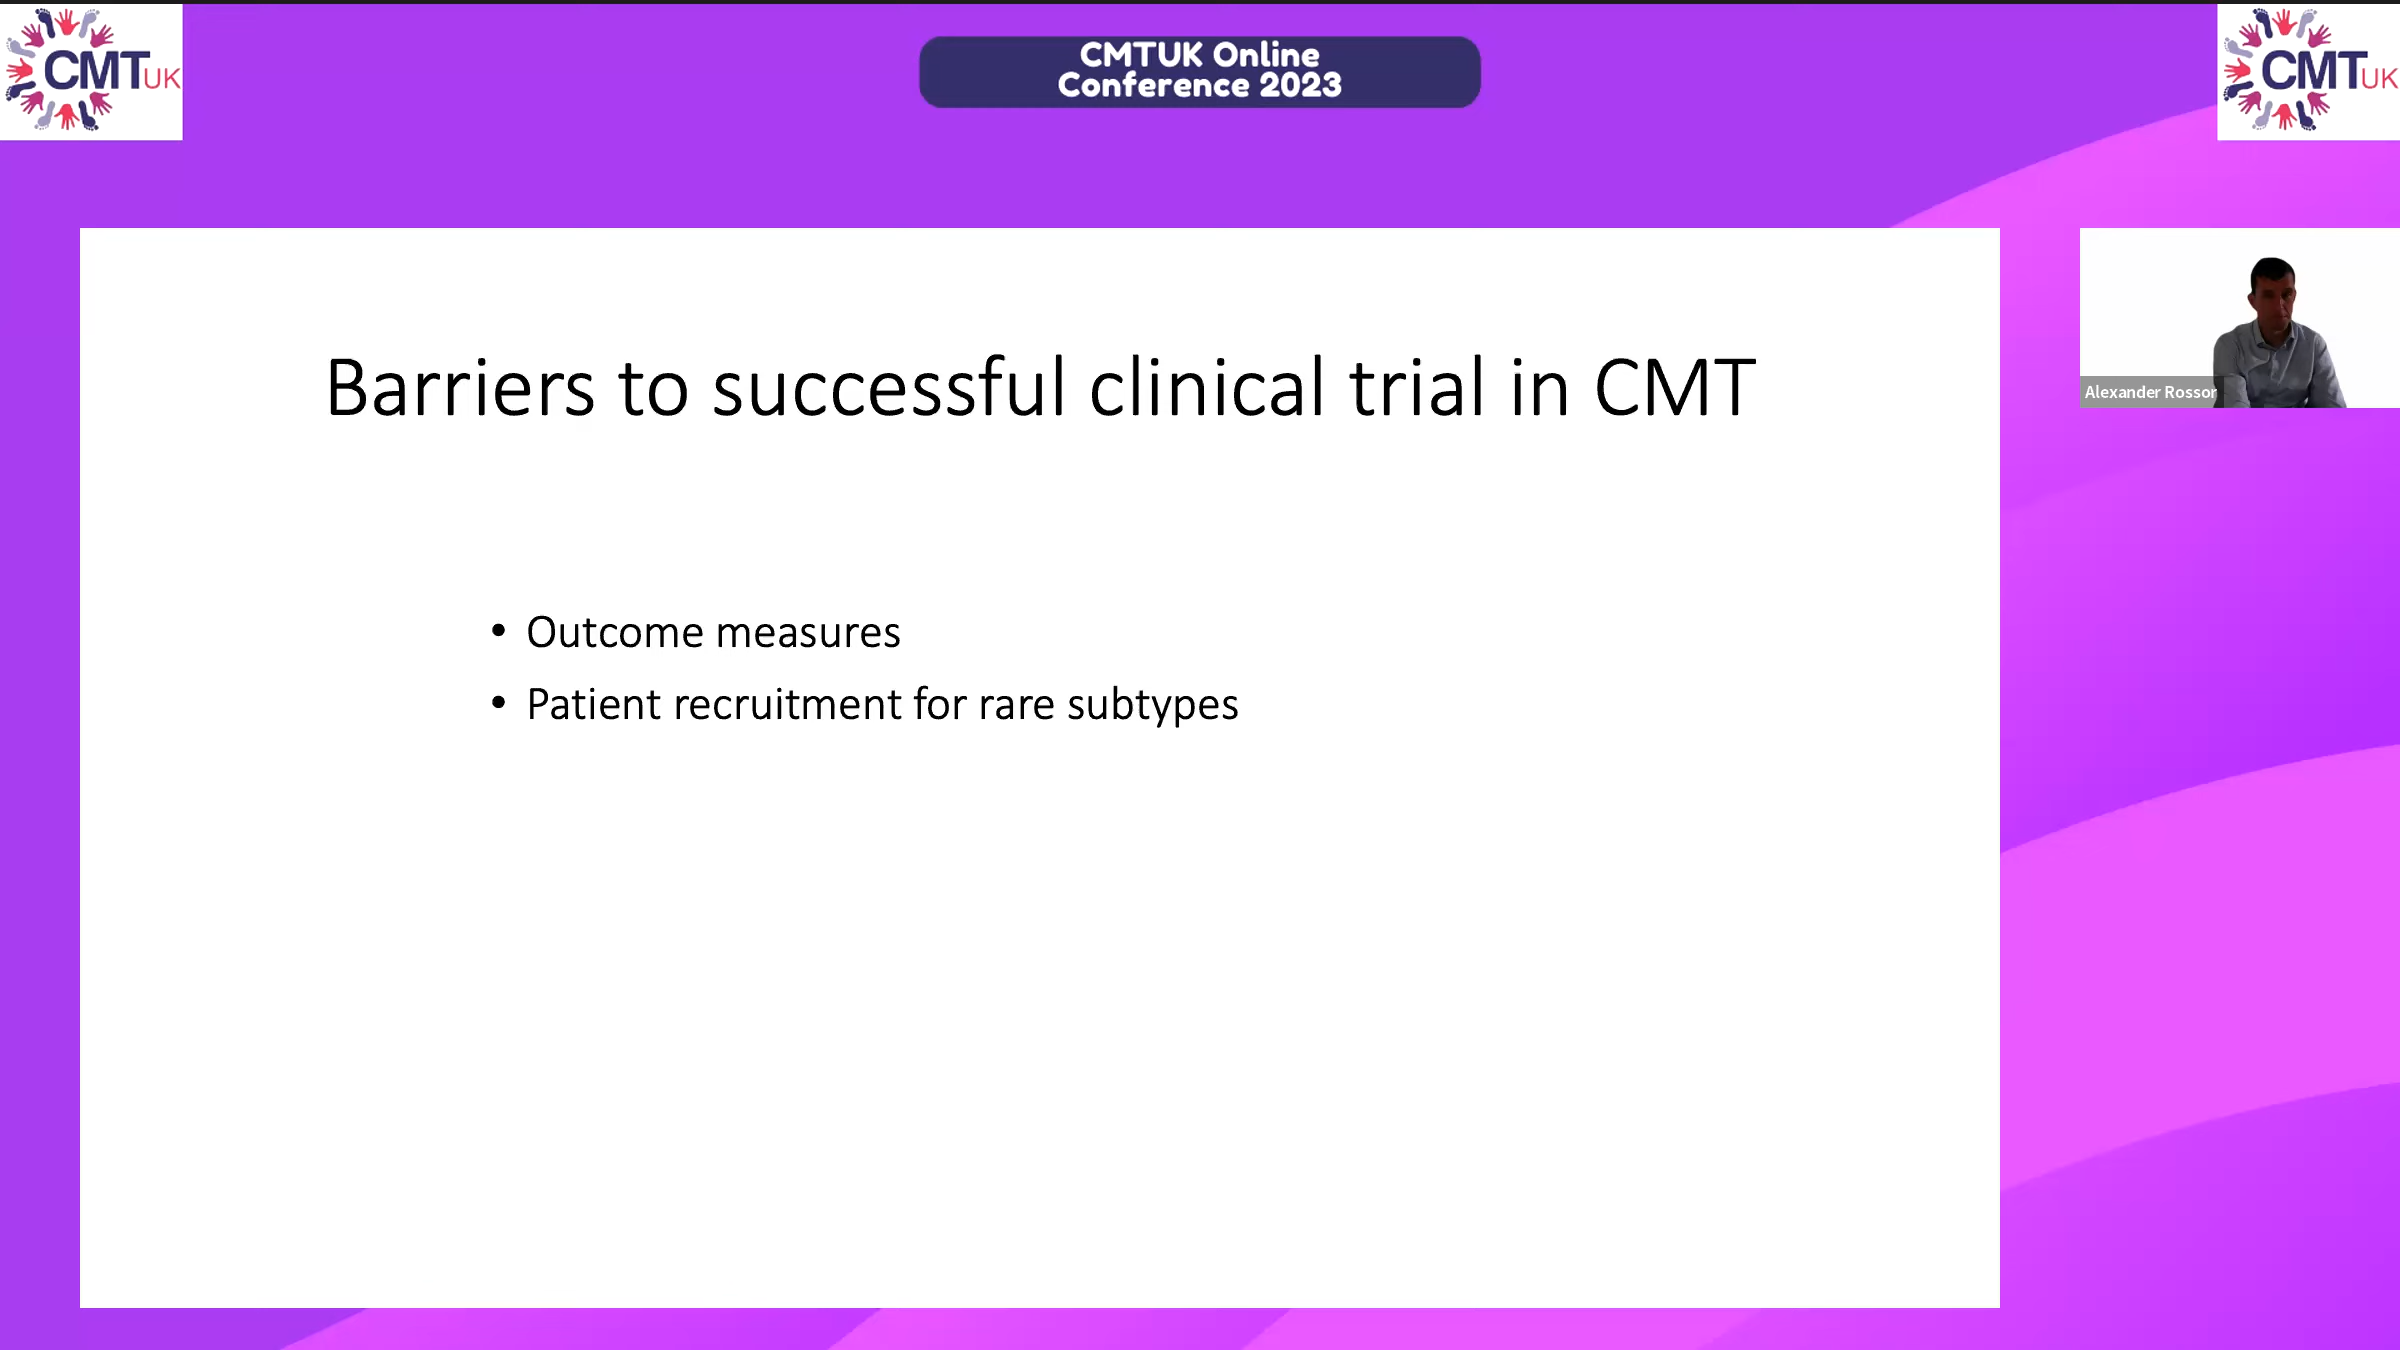 CMTUK
CMTUK Online
Conference 2023
CMTUK
Barriers to successful clinical trial in CMT
• Outcome measures
• Patient recruitment for rare subtypes
Alexander Rossor